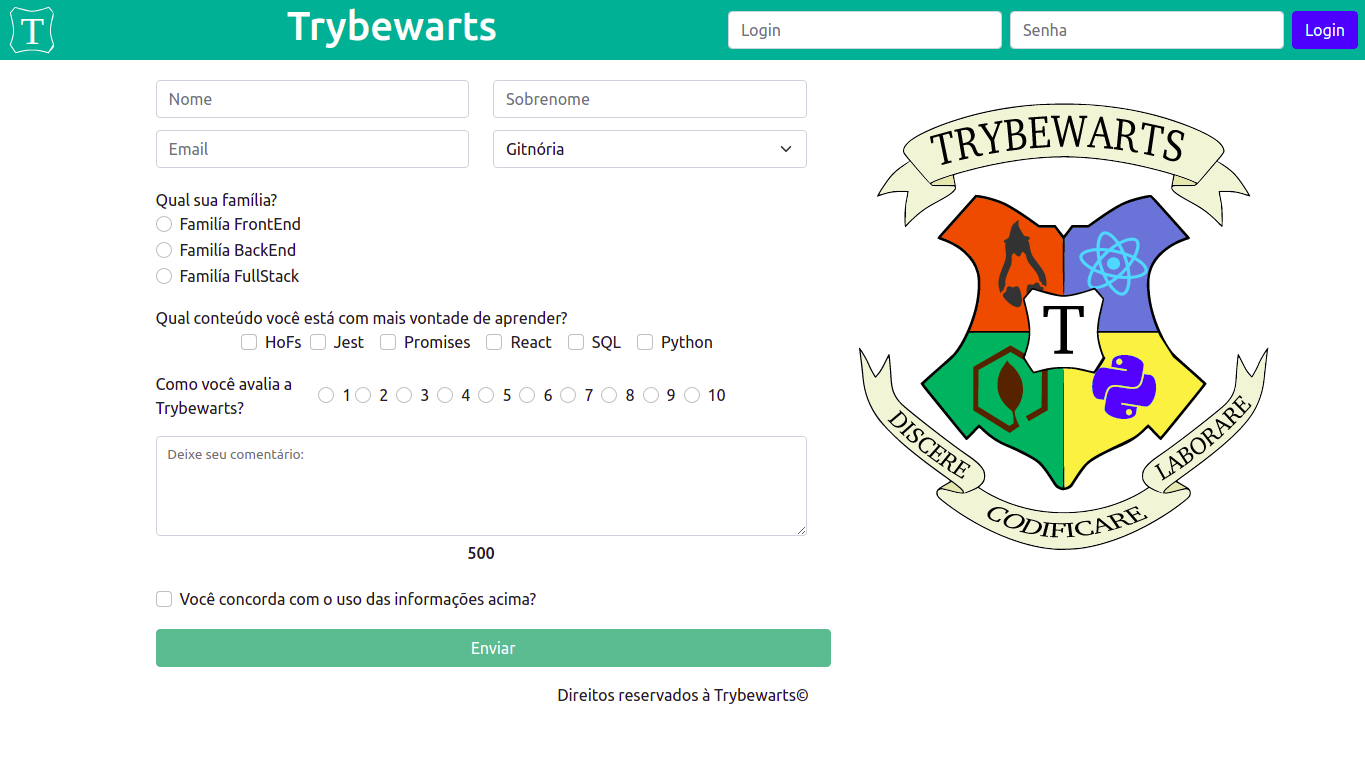 T
Trybewarts
Login
Senha
Login
Nome
Sobrenome
Email
Gitnória
Qual sua família?
Familía FrontEnd
Familía BackEnd
Familía FullStack
Qual conteúdo você está com mais vontade de aprender?
HoFs Jest Promises React SQL Python
Como você avalia a
Trybewarts?
1 2 3 4 5 6 7 8 9 10
Deixe seu comentário:
500
Você concorda com o uso das informações acima?
Enviar
Direitos reservados à Trybewarts©
TRYBEWARTS
T
DISCERE
CODIFICARE
LABORARE